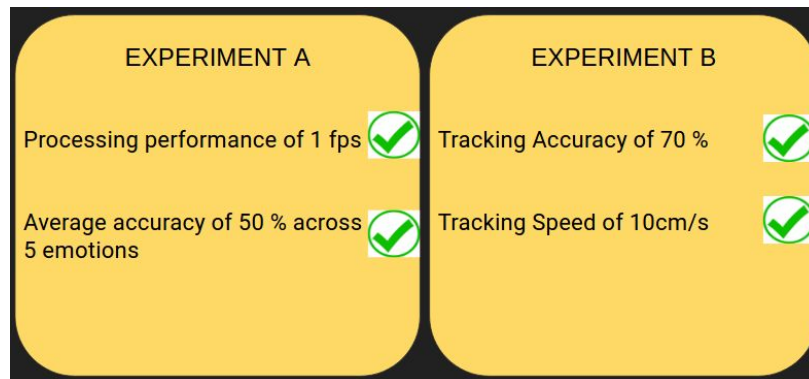 EXPERIMENT A
Processing performance of 1 fps
Average accuracy of 50 % across
5 emotions
EXPERIMENT B
Tracking Accuracy of 70 %
Tracking Speed of 10cm/s